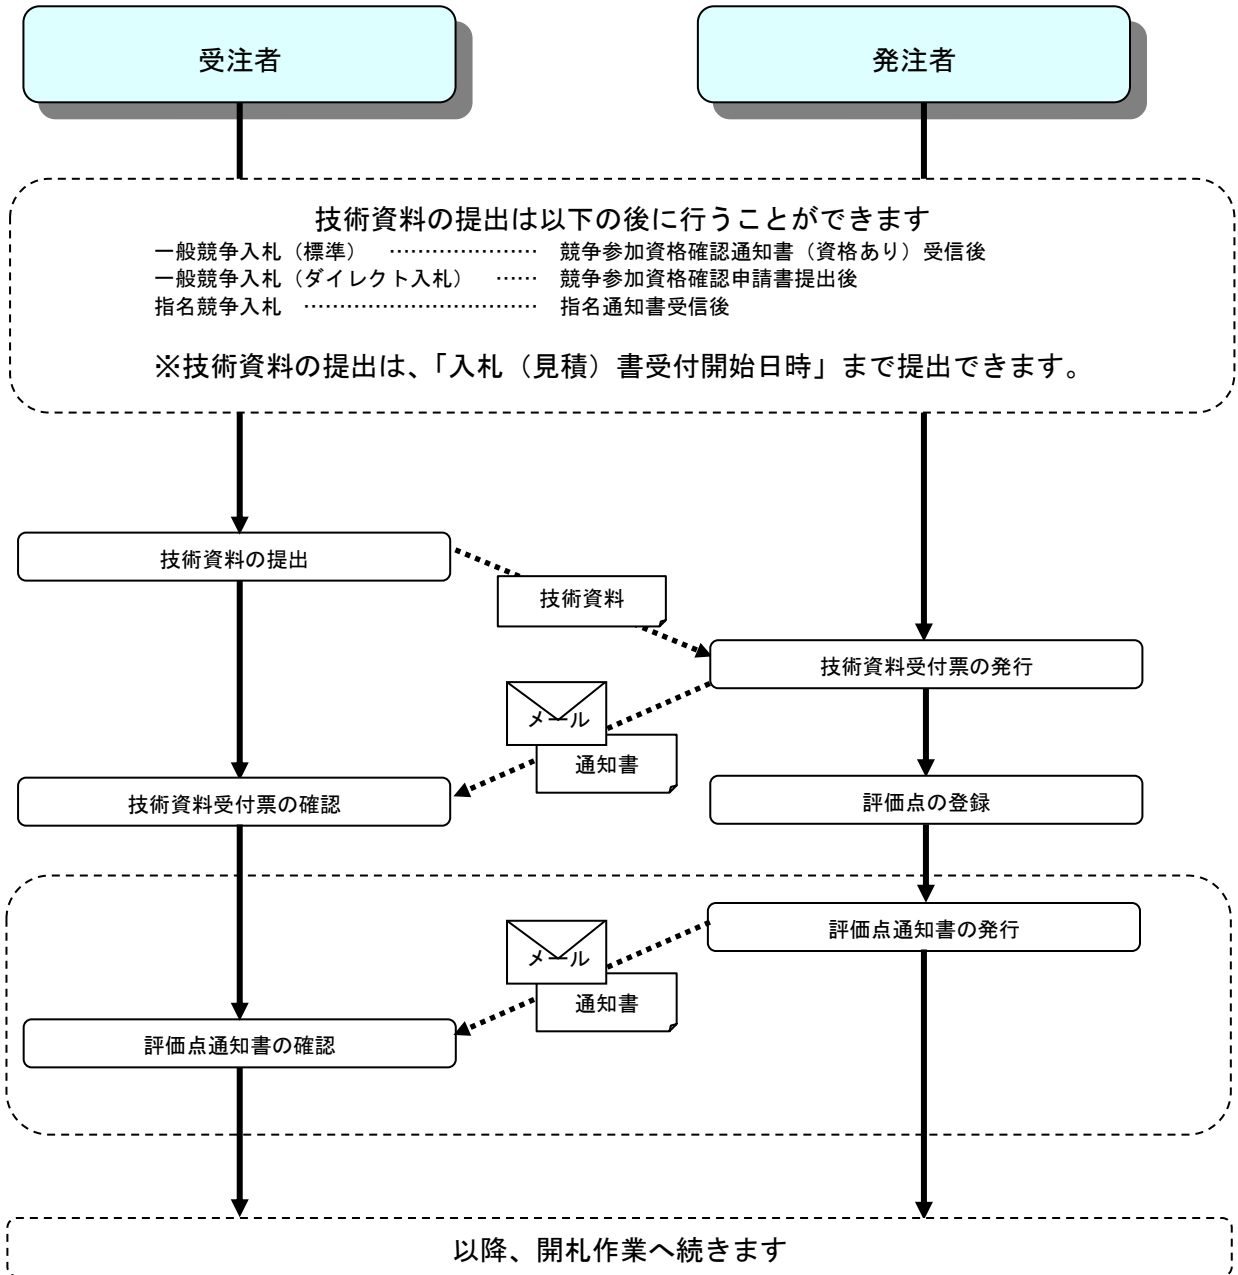 受注者
発注者
技術資料の提出は以下の後に行うことができます
一般競争入札（標準） ………………… 競争参加資格確認通知書（資格あり）受信後
一般競争入札（ダイレクト入札） …… 競争参加資格確認申請書提出後
指名競争入札 …………………………… 指名通知書受信後
※技術資料の提出は、「入札（見積）書受付開始日時」まで提出できます。
技術資料の提出
技術資料
技術資料受付票の発行
メール
通知書
技術資料受付票の確認
評価点の登録
評価点通知書の発行
メール
通知書
評価点通知書の確認
以降、開札作業へ続きます